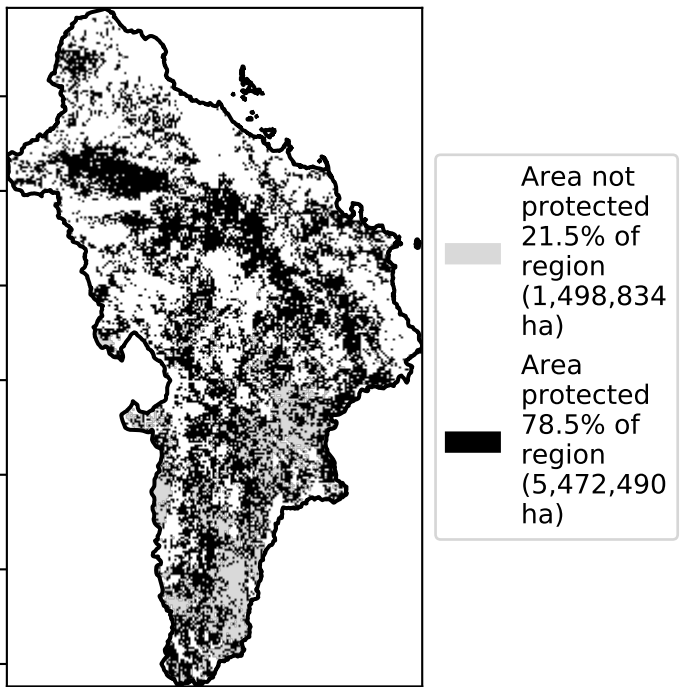 Area not
protected
21.5% of
region
(1,498,834
ha)
Area
protected
78.5% of
region
(5,472,490
ha)